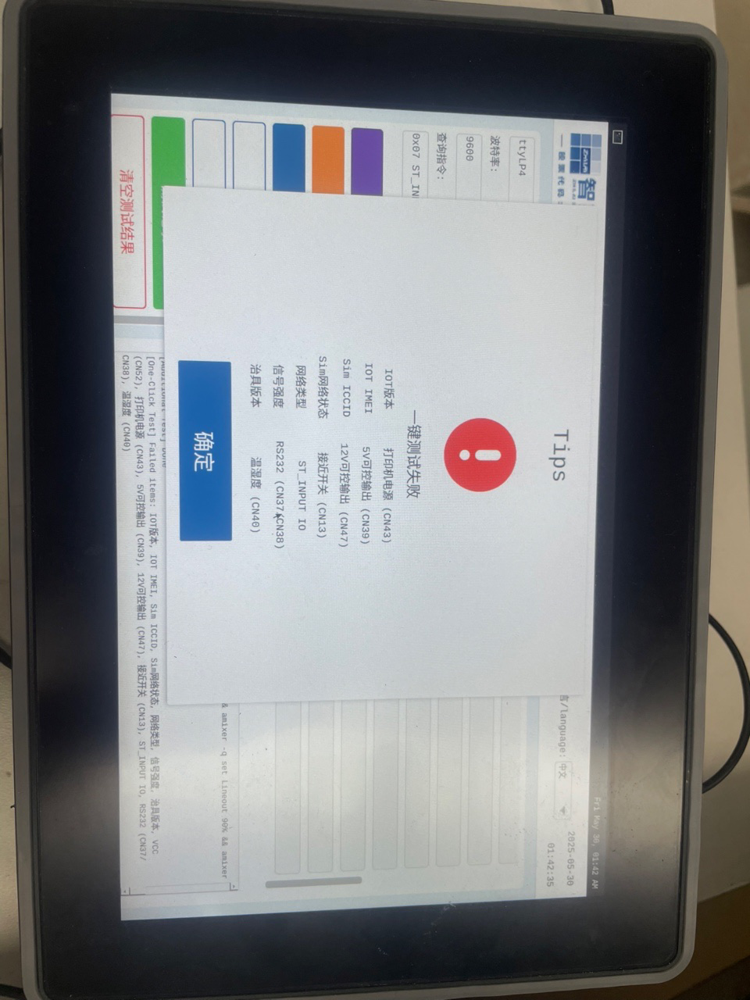 Fri May 30, 01:42 AM
智
言/language: 中文
2025-05-30
01:42:35
一 股票代码:
ttyLP4
波特率:
9600
查询指令:
0x07 ST_IN
Tips
一键测试失败
IOT版本 打印机电源 (CN43)
IOT IMEI 5V可控输出 (CN39)
Sim ICCID 12V可控输出 (CN47)
Sim网络状态 接近开关 (CN13)
网络类型 ST_INPUT IO
信号强度 RS232 (CN37/CN38)
治具版本 温湿度 (CN40)
确定
清空测试结果
& amixer -q set Lineout 90% && amixer
[One-Click Test] Failed items: IOT版本, IOT IMEI, Sim ICCID, Sim网络状态, 网络类型, 信号强度, 治具版本, VCC
(CN52), 打印机电源 (CN43), 5V可控输出 (CN39), 12V可控输出 (CN47), 接近开关 (CN13), ST_INPUT IO, RS232 (CN37/
CN38), 温湿度 (CN40)